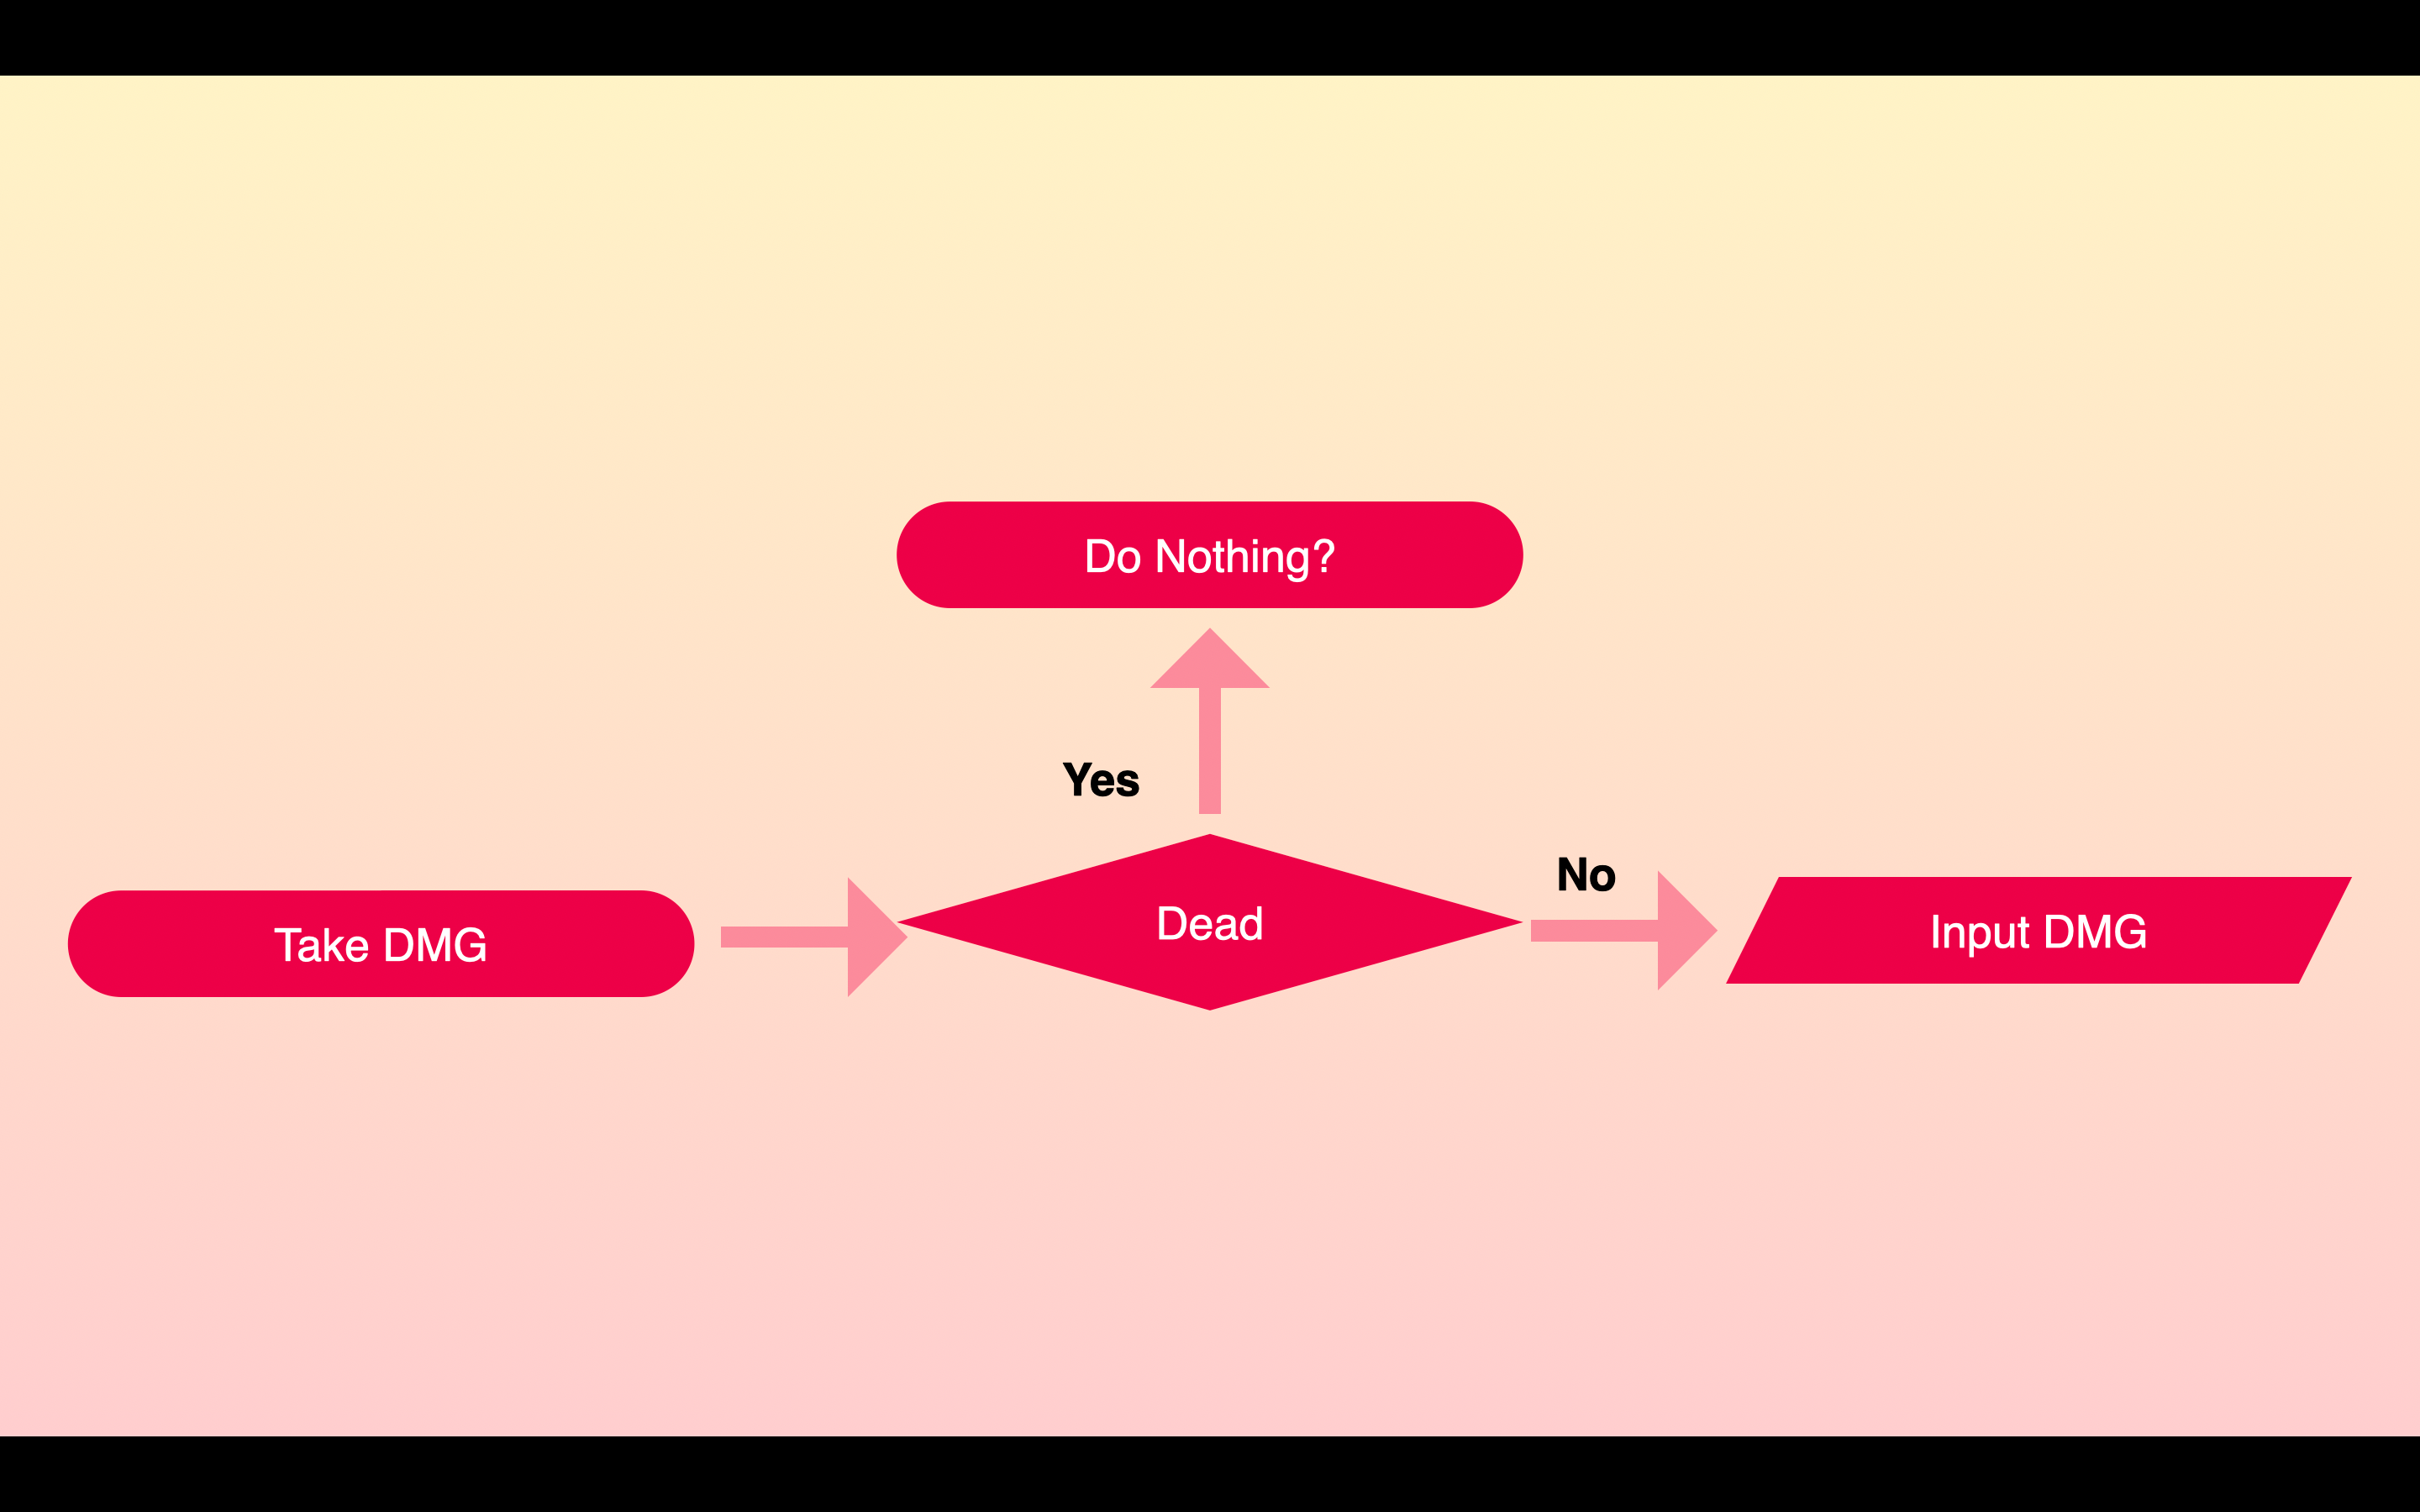 Do Nothing?
Yes
No
Take DMG
Dead
Input DMG